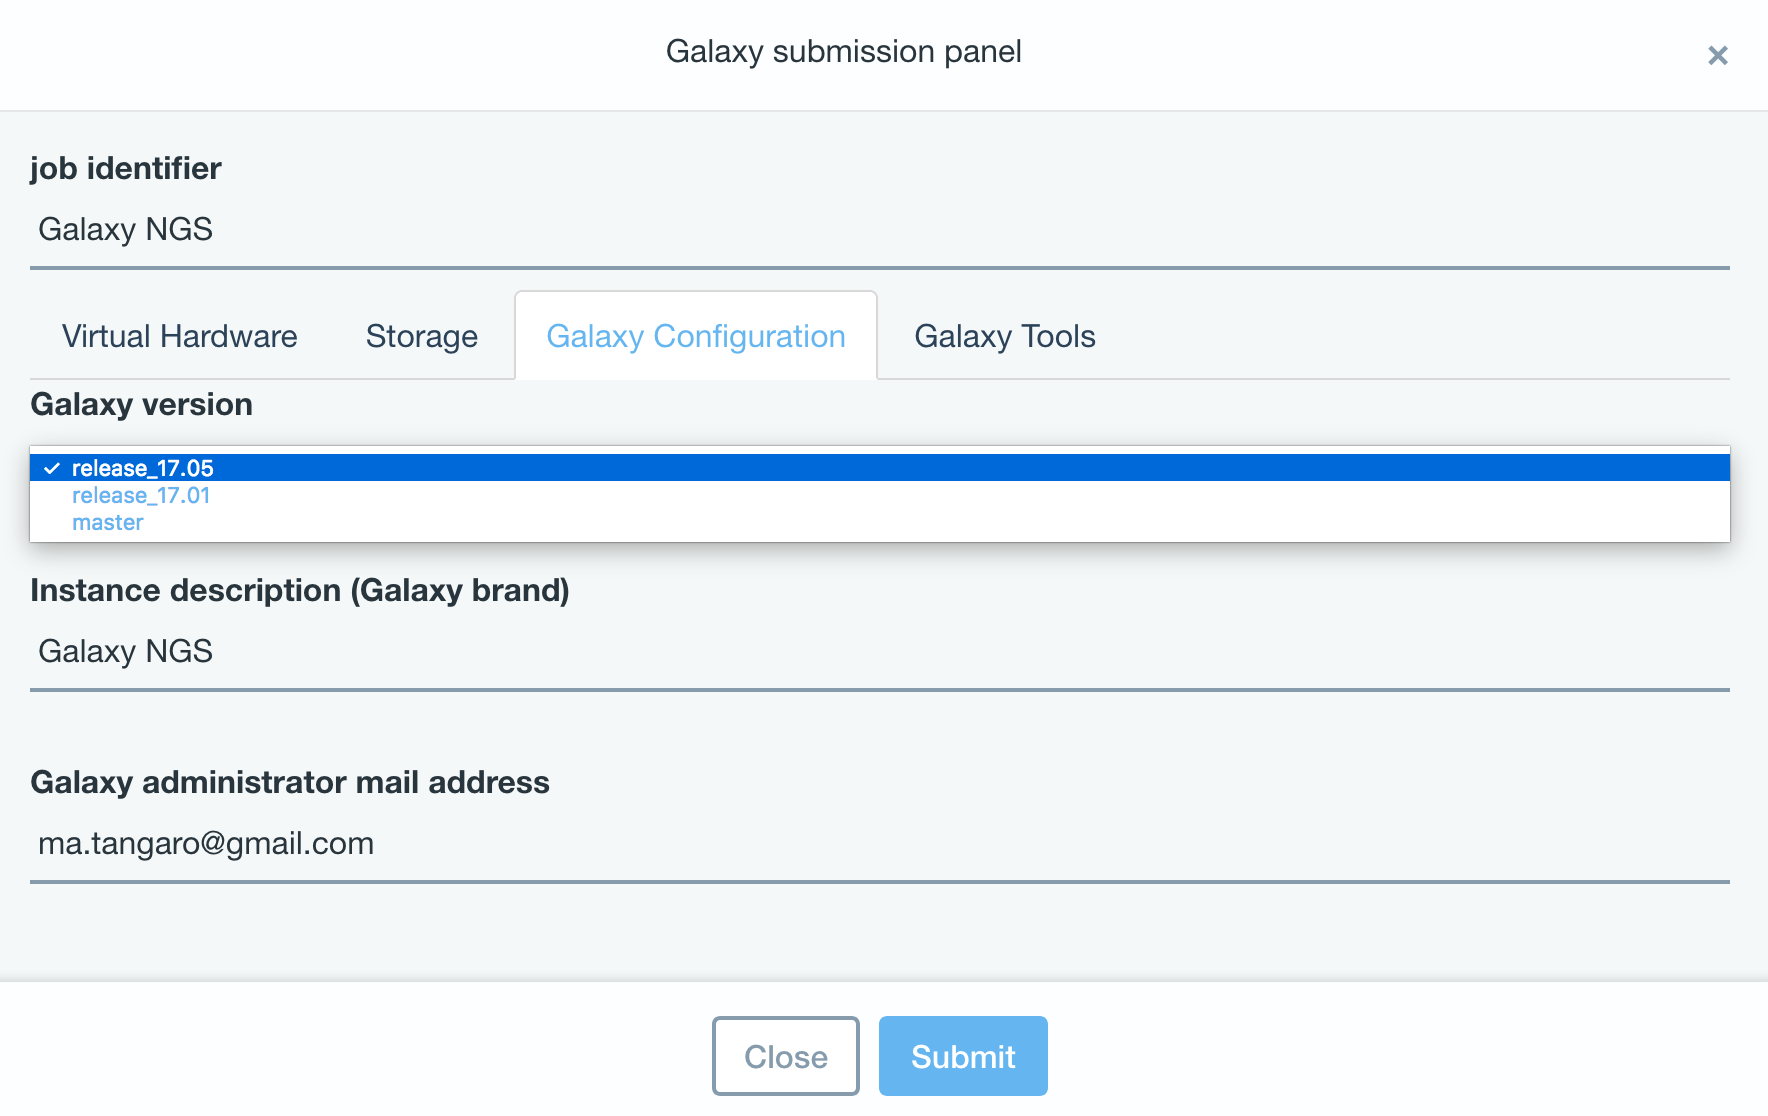 Galaxy submission panel
×
job identifier
Galaxy NGS
Virtual Hardware Storage Galaxy Configuration Galaxy Tools
Galaxy version
✓ release_17.05
release_17.01
master
Instance description (Galaxy brand)
Galaxy NGS
Galaxy administrator mail address
ma.tangaro@gmail.com
Close Submit